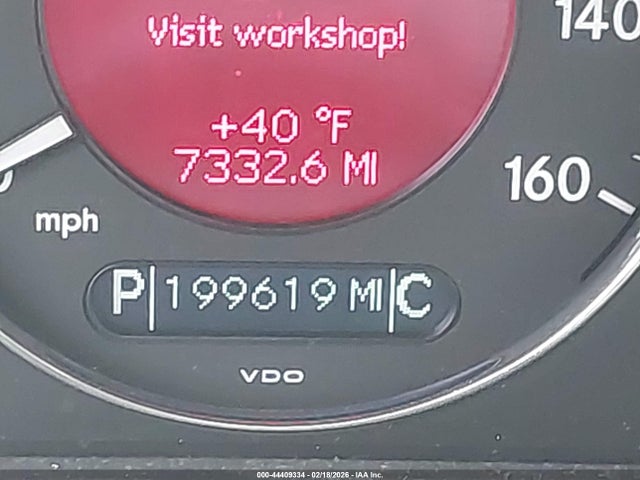 Visit workshop!
140
+40 °F
7332.6 MI
160
mph
P 199619 MI C
VDO
000-44409334 - 02/18/2026 - IAA Inc.